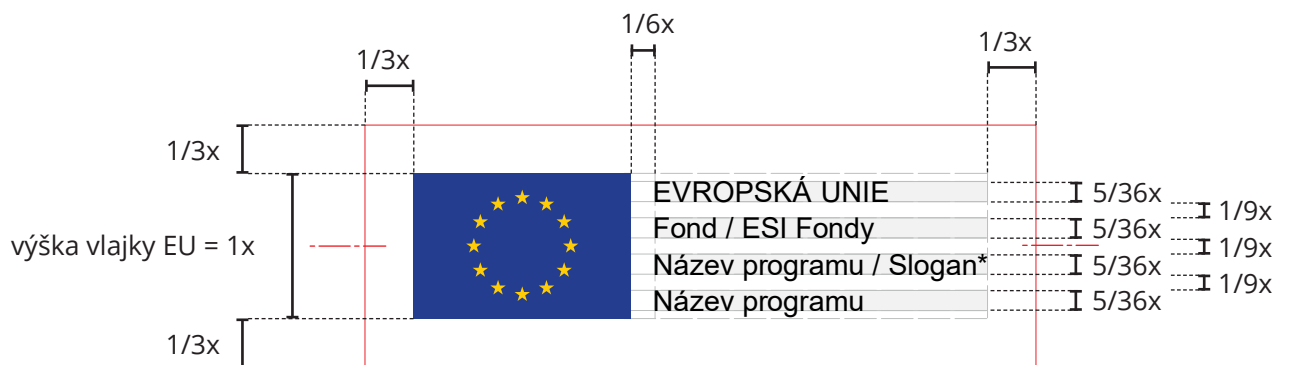 1/6x
1/3x
1/3x
1/3x
EVROPSKÁ UNIE
5/36x
1/9x
Fond / ESI Fondy
5/36x
výška vlajky EU = 1x
1/9x
Název programu / Slogan*
5/36x
1/9x
Název programu
5/36x
1/3x